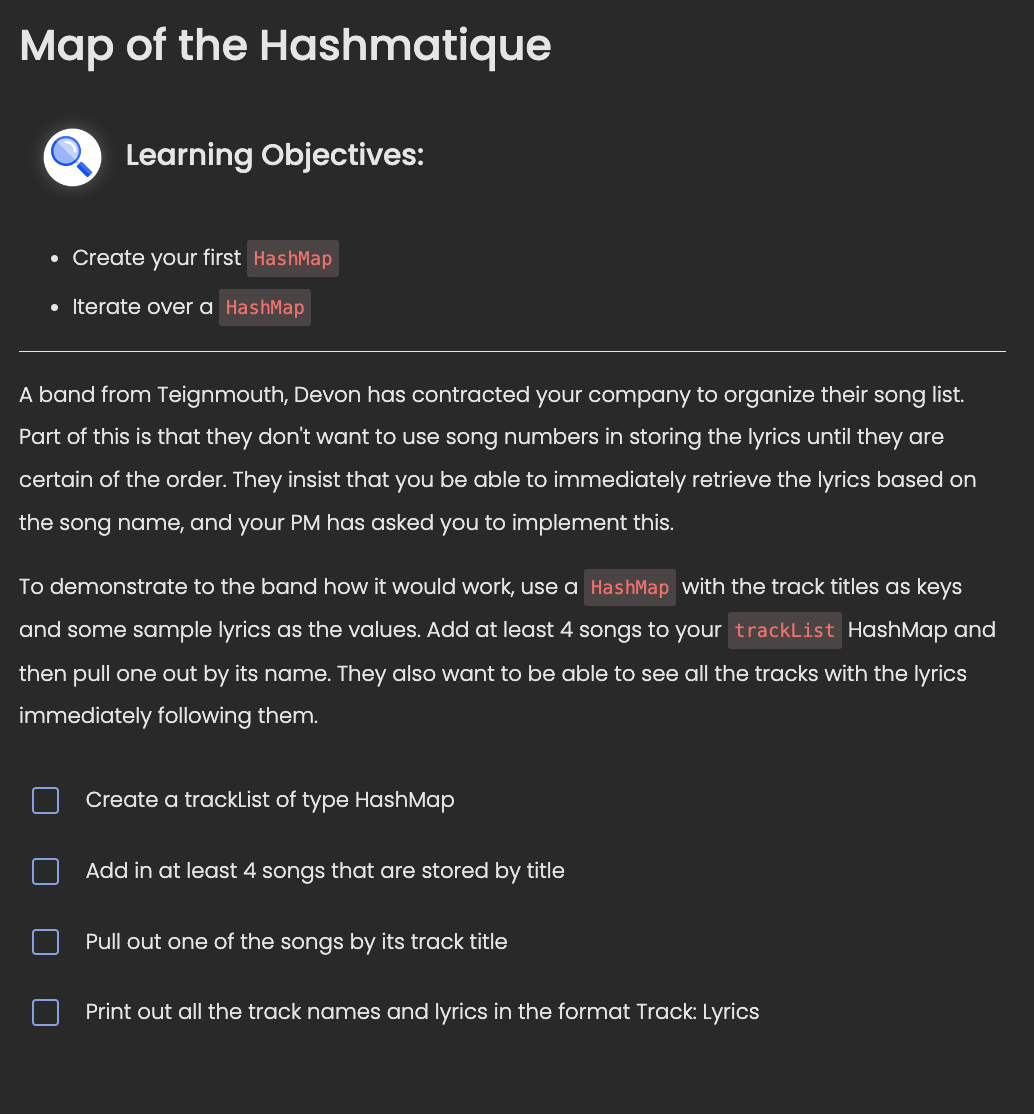 Map of the Hashmatique
Learning Objectives:
Create your first HashMap
Iterate over a HashMap
A band from Teignmouth, Devon has contracted your company to organize their song list.
Part of this is that they don't want to use song numbers in storing the lyrics until they are
certain of the order. They insist that you be able to immediately retrieve the lyrics based on
the song name, and your PM has asked you to implement this.
To demonstrate to the band how it would work, use a HashMap with the track titles as keys
and some sample lyrics as the values. Add at least 4 songs to your trackList HashMap and
then pull one out by its name. They also want to be able to see all the tracks with the lyrics
immediately following them.
Create a trackList of type HashMap
Add in at least 4 songs that are stored by title
Pull out one of the songs by its track title
Print out all the track names and lyrics in the format Track: Lyrics